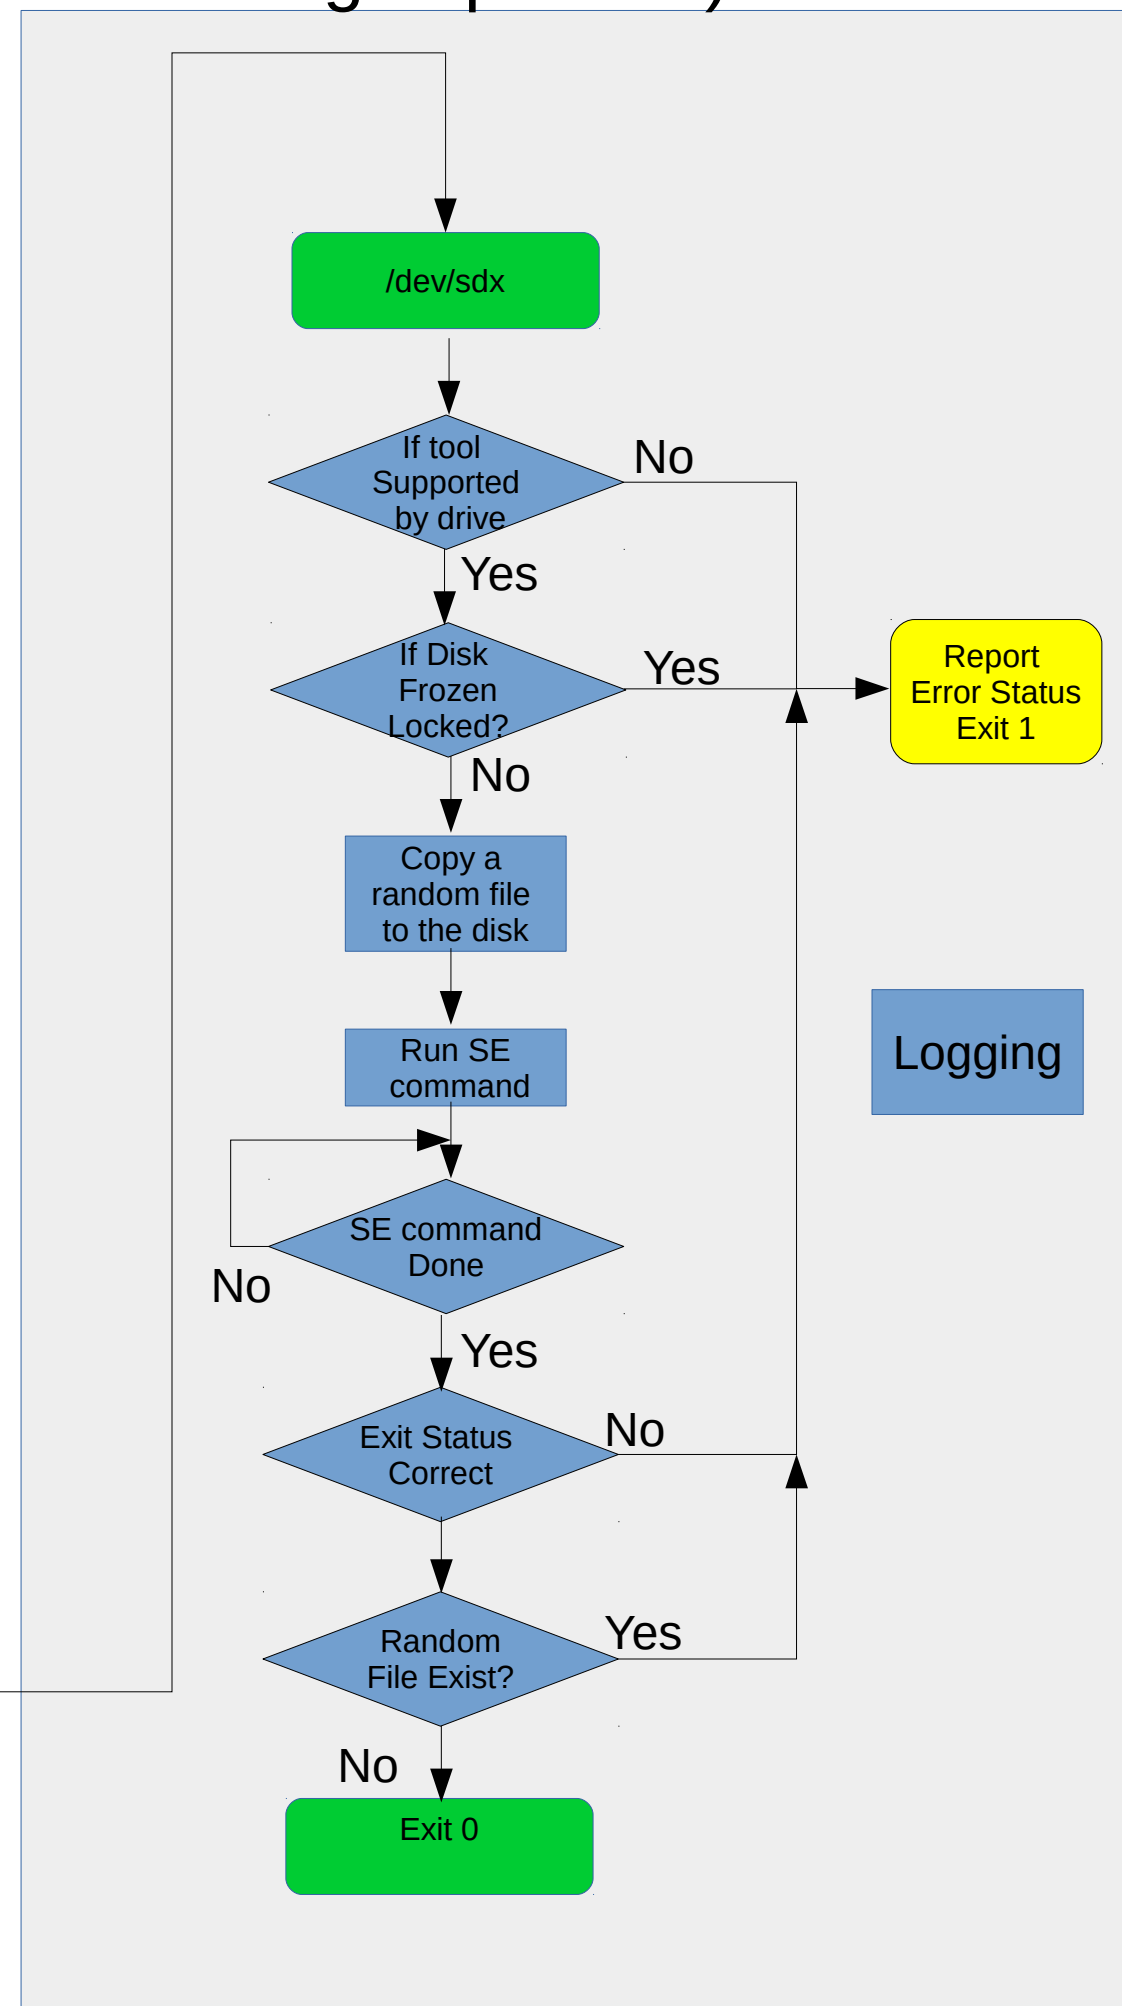 /dev/sdx
If tool
Supported
by drive
No
Yes
If Disk
Frozen
Locked?
Yes
No
Report
Error Status
Exit 1
Copy a
random file
to the disk
Run SE
command
Logging
SE command
Done
No
Yes
Exit Status
Correct
No
Random
File Exist?
Yes
No
Exit 0